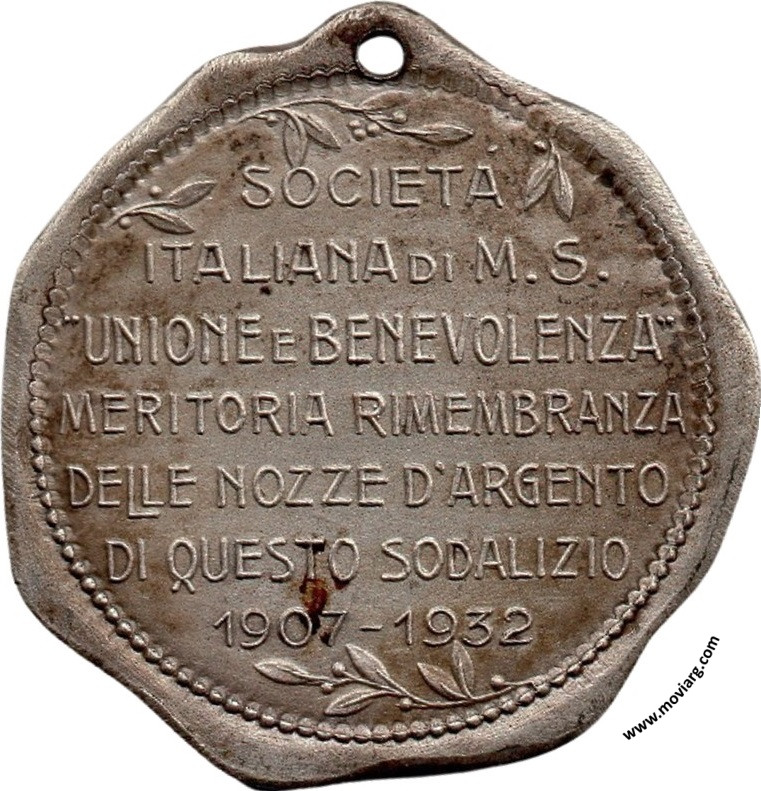 SOCIETÀ
ITALIANA DI M. S.
"UNIONE E BENEVOLENZA"
MERITORIA RIMEMBRANZA
DELLE NOZZE D'ARGENTO
DI QUESTO SODALIZIO
1907-1932
www.moviarg.com